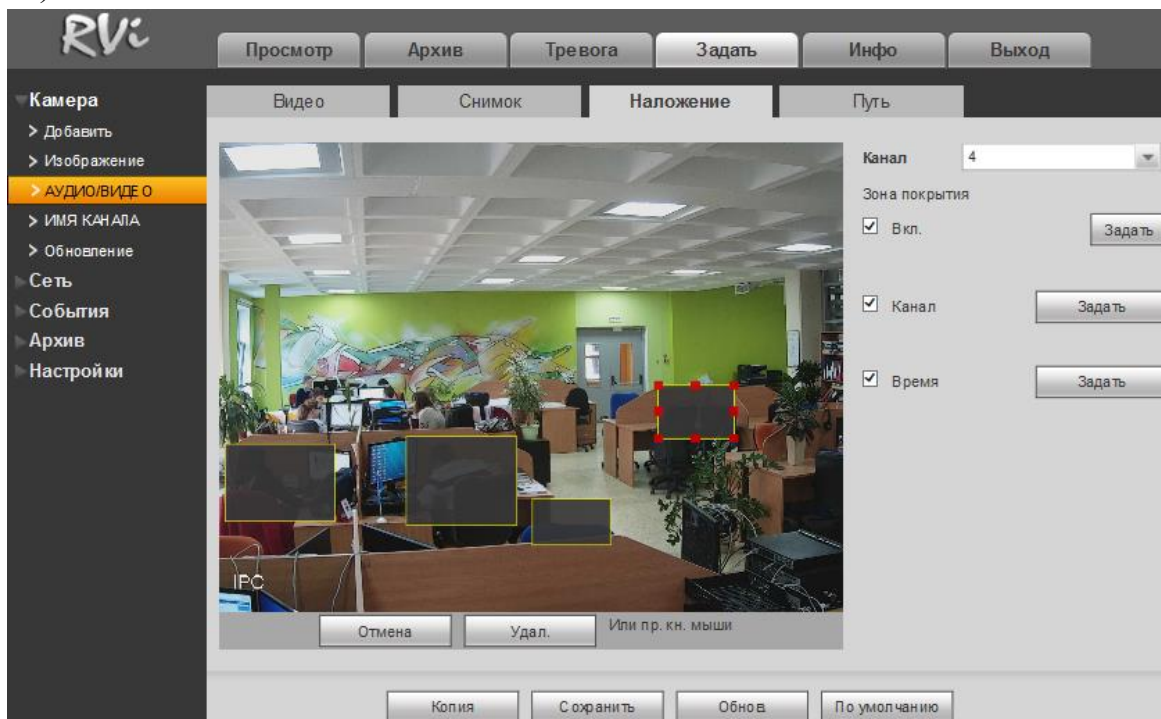 RVi
Просмотр Архив Тревога Задать Инфо Выход
Камера
> Добавить
> Изображение
> АУДИО/ВИДЕО
> ИМЯ КАНАЛА
> Обновление
Сеть
События
Архив
Настройки
Видео Снимок Наложение Путь
Канал 4
Зона покрытия
Вкл. Задать
Канал Задать
Время Задать
IPC
Отмена Удал. Или пр. кн. мыши
Копия Сохранить Обнов. По умолчанию